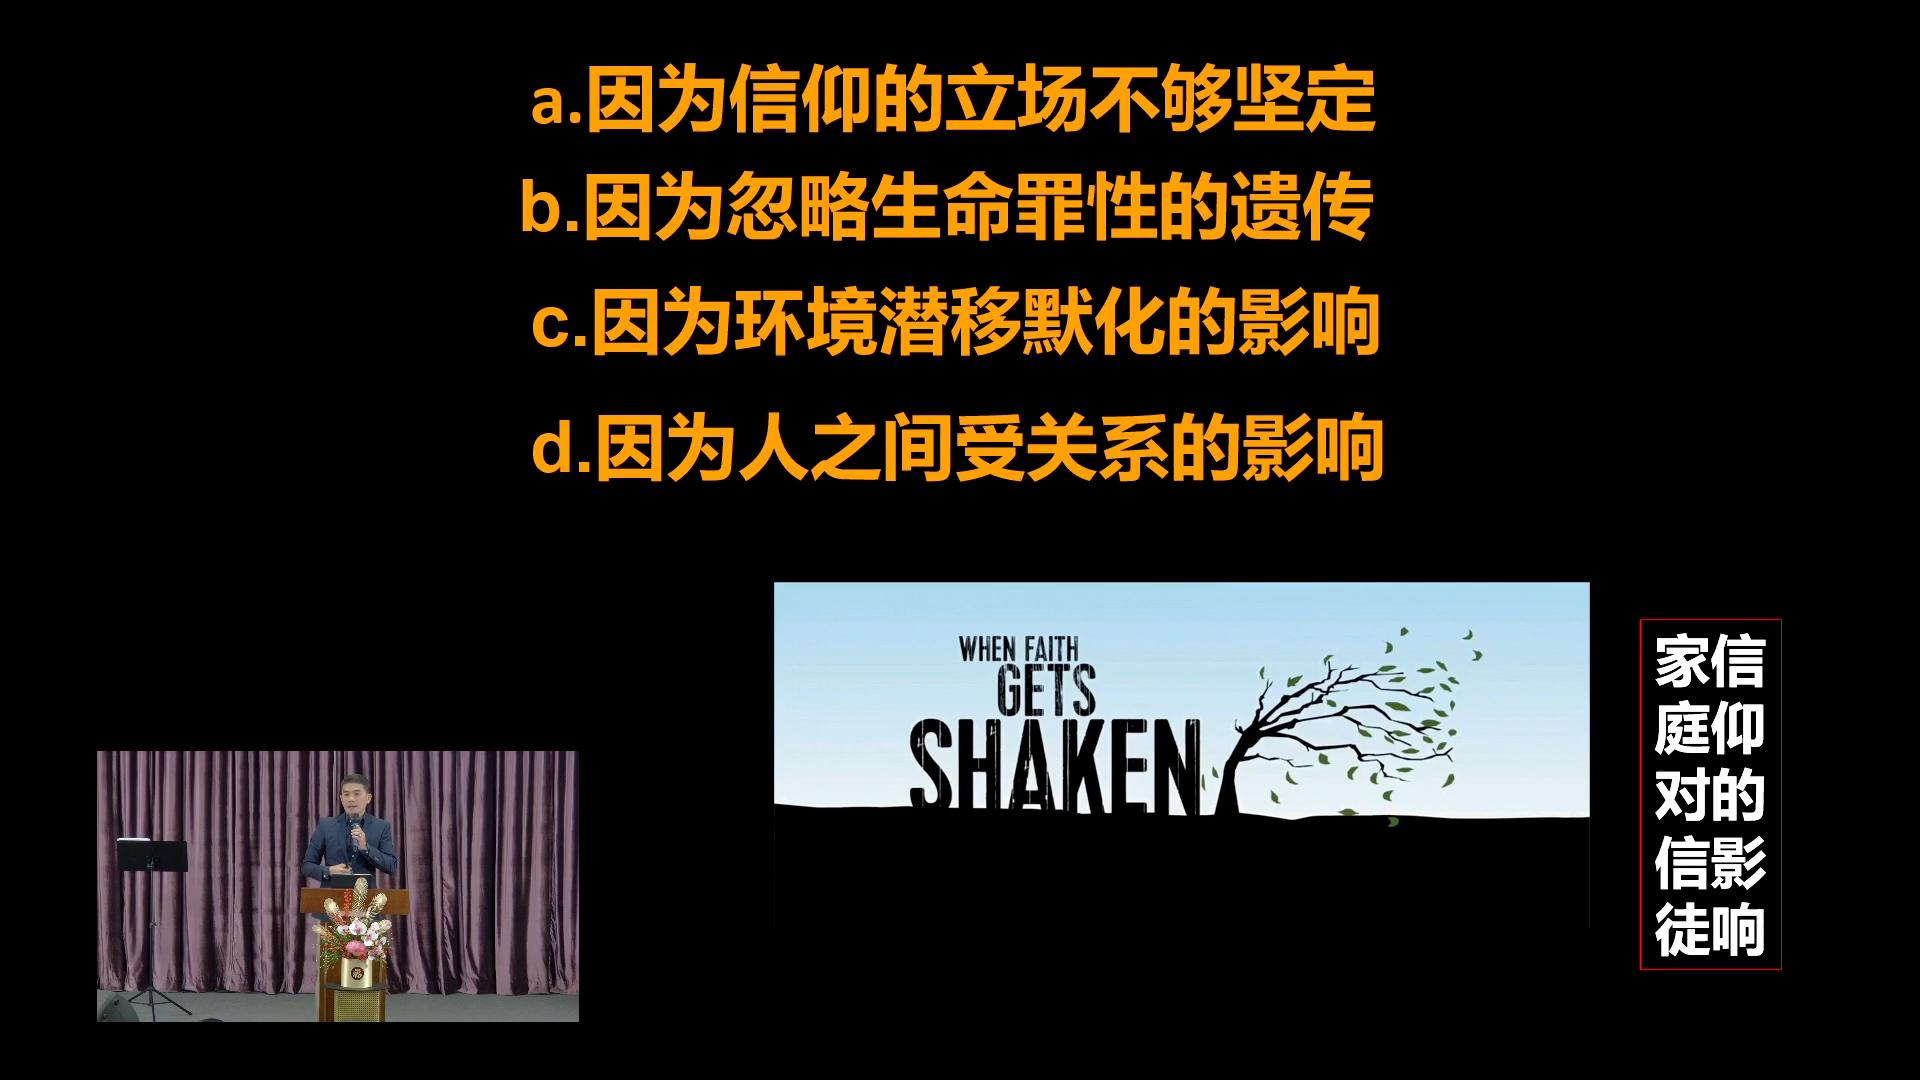 a.因为信仰的立场不够坚定
b.因为忽略生命罪性的遗传
c.因为环境潜移默化的影响
d.因为人之间受关系的影响
WHEN FAITH
GETS
SHAKEN
家庭对信徒
信仰的影响